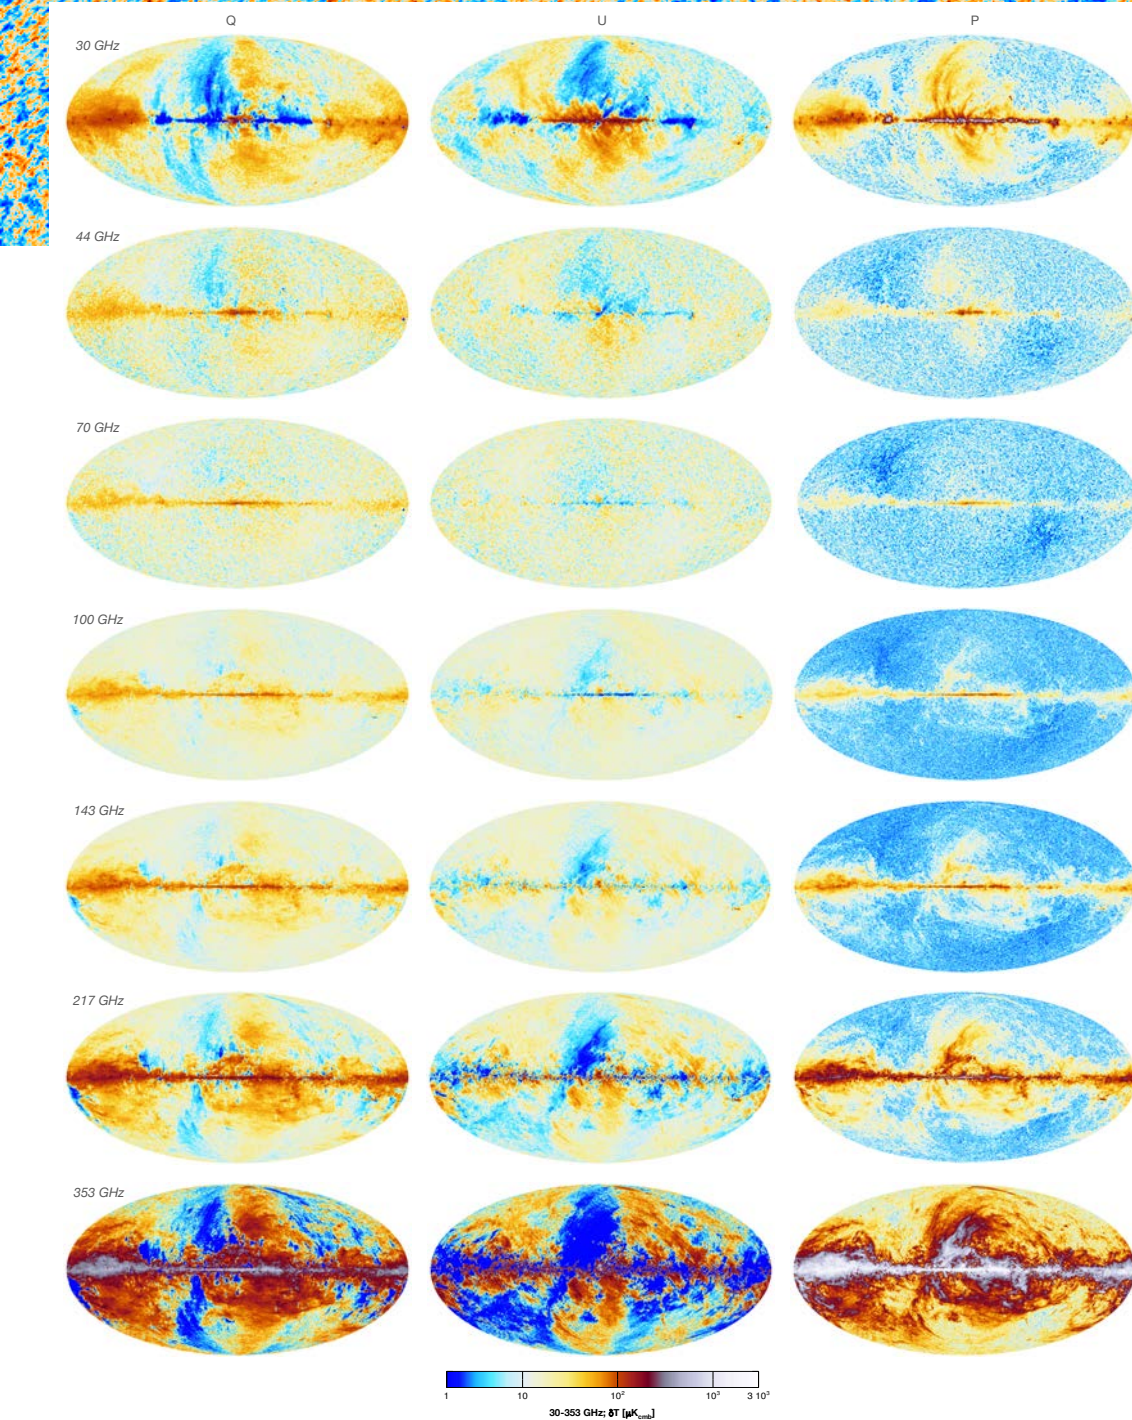 Q U P
30 GHz
44 GHz
70 GHz
100 GHz
143 GHz
217 GHz
353 GHz
1 10 10² 10³ 3 10³
30-353 GHz; δT [μK_cmb]